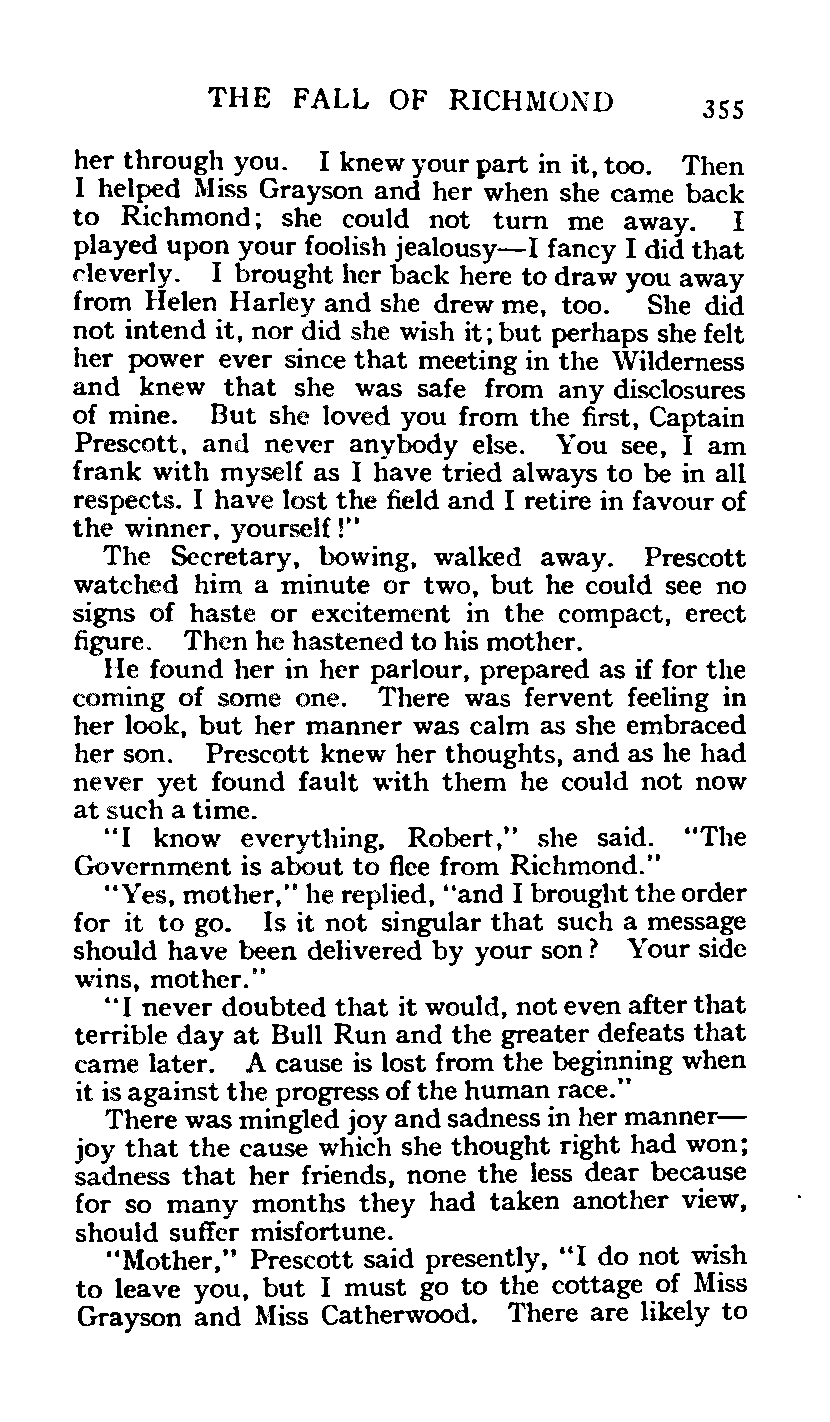 THE FALL OF RICHMOND 355
her through you. I knew your part in it, too. Then
I helped Miss Grayson and her when she came back
to Richmond; she could not turn me away. I
played upon your foolish jealousy—I fancy I did that
cleverly. I brought her back here to draw you away
from Helen Harley and she drew me, too. She did
not intend it, nor did she wish it; but perhaps she felt
her power ever since that meeting in the Wilderness
and knew that she was safe from any disclosures
of mine. But she loved you from the first, Captain
Prescott, and never anybody else. You see, I am
frank with myself as I have tried always to be in all
respects. I have lost the field and I retire in favour of
the winner, yourself!"
The Secretary, bowing, walked away. Prescott
watched him a minute or two, but he could see no
signs of haste or excitement in the compact, erect
figure. Then he hastened to his mother.
He found her in her parlour, prepared as if for the
coming of some one. There was fervent feeling in
her look, but her manner was calm as she embraced
her son. Prescott knew her thoughts, and as he had
never yet found fault with them he could not now
at such a time.
"I know everything, Robert," she said. "The
Government is about to flee from Richmond."
"Yes, mother," he replied, "and I brought the order
for it to go. Is it not singular that such a message
should have been delivered by your son? Your side
wins, mother."
"I never doubted that it would, not even after that
terrible day at Bull Run and the greater defeats that
came later. A cause is lost from the beginning when
it is against the progress of the human race."
There was mingled joy and sadness in her manner—
joy that the cause which she thought right had won;
sadness that her friends, none the less dear because
for so many months they had taken another view,
should suffer misfortune.
"Mother," Prescott said presently, "I do not wish
to leave you, but I must go to the cottage of Miss
Grayson and Miss Catherwood. There are likely to